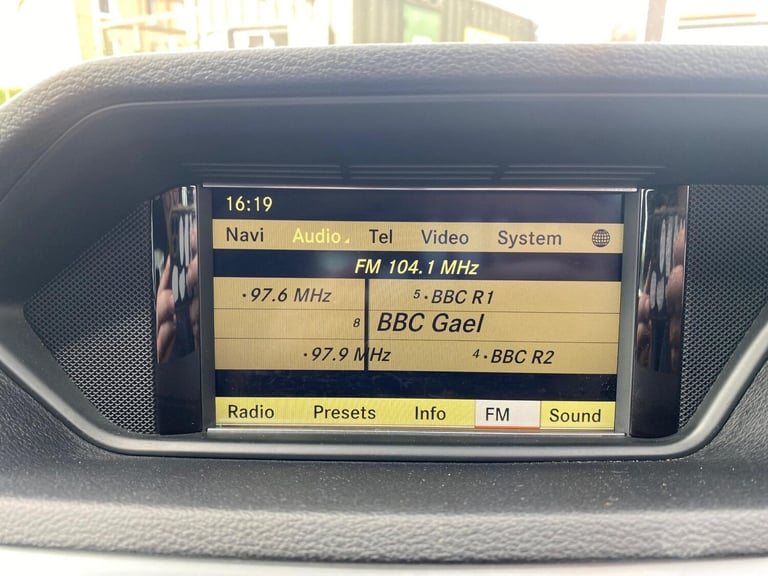 16:19
Navi Audio Tel Video System
FM 104.1 MHz
·97.6 MHz 5·BBC R1
8 BBC Gael
·97.9 MHz 4·BBC R2
Radio Presets Info FM Sound